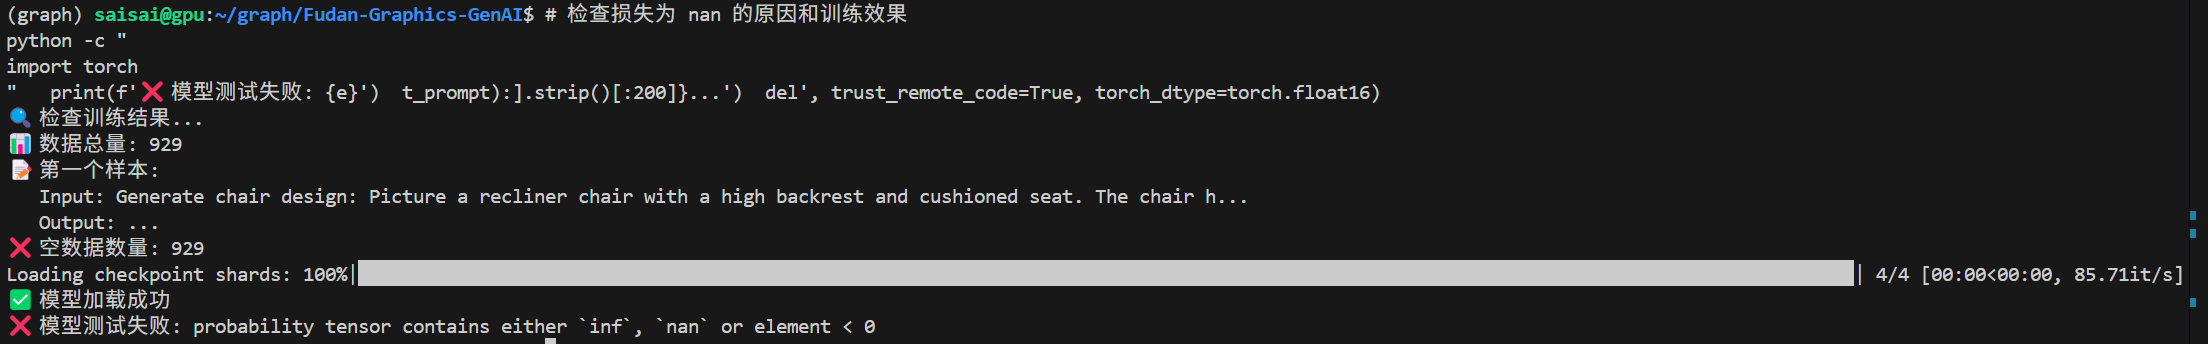 (graph) saisai@gpu:~/graph/Fudan-Graphics-GenAI$ # 检查损失为 nan 的原因和训练效果
python -c "
import torch
"   print(f'❌ 模型测试失败: {e}')  t_prompt):].strip()[:200]}...')  del', trust_remote_code=True, torch_dtype=torch.float16)
🔍 检查训练结果...
📊 数据总量: 929
📝 第一个样本:
   Input: Generate chair design: Picture a recliner chair with a high backrest and cushioned seat. The chair h...
   Output: ...
❌ 空数据数量: 929
Loading checkpoint shards: 100%|██████████| 4/4 [00:00<00:00, 85.71it/s]
✅ 模型加载成功
❌ 模型测试失败: probability tensor contains either `inf`, `nan` or element < 0